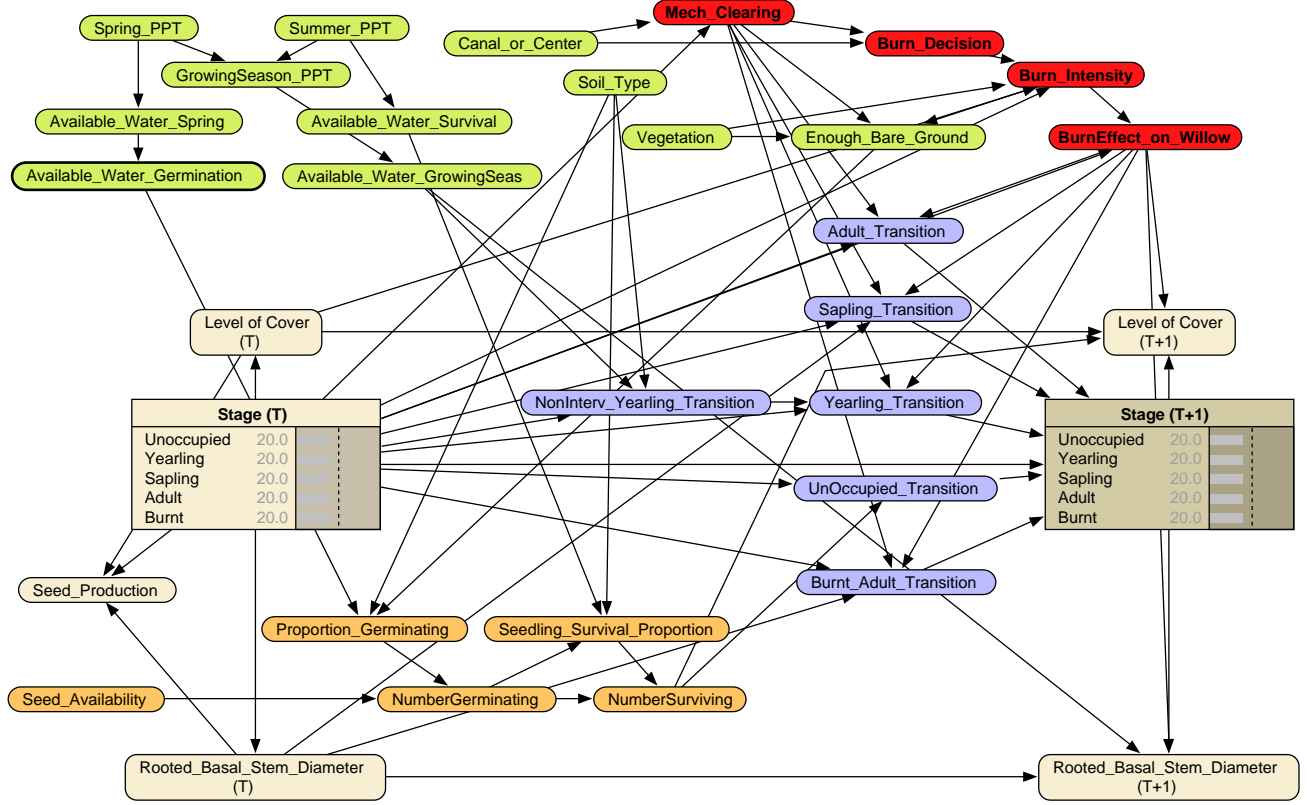 Mech_Clearing
Spring_PPT
Summer_PPT
Canal_or_Center
Burn_Decision
GrowingSeason_PPT
Soil_Type
Burn_Intensity
Available_Water_Spring
Available_Water_Survival
Vegetation
Enough_Bare_Ground
BurnEffect_on_Willow
Available_Water_Germination
Available_Water_GrowingSeas
Adult_Transition
Sapling_Transition
Level of Cover
(T)
Level of Cover
(T+1)
NonInterv_Yearling_Transition
Yearling_Transition
Stage (T)
Unoccupied 20.0
Yearling 20.0
Sapling 20.0
Adult 20.0
Burnt 20.0
Stage (T+1)
Unoccupied 20.0
Yearling 20.0
Sapling 20.0
Adult 20.0
Burnt 20.0
UnOccupied_Transition
Burnt_Adult_Transition
Seed_Production
Proportion_Germinating
Seedling_Survival_Proportion
Seed_Availability
NumberGerminating
NumberSurviving
Rooted_Basal_Stem_Diameter
(T)
Rooted_Basal_Stem_Diameter
(T+1)